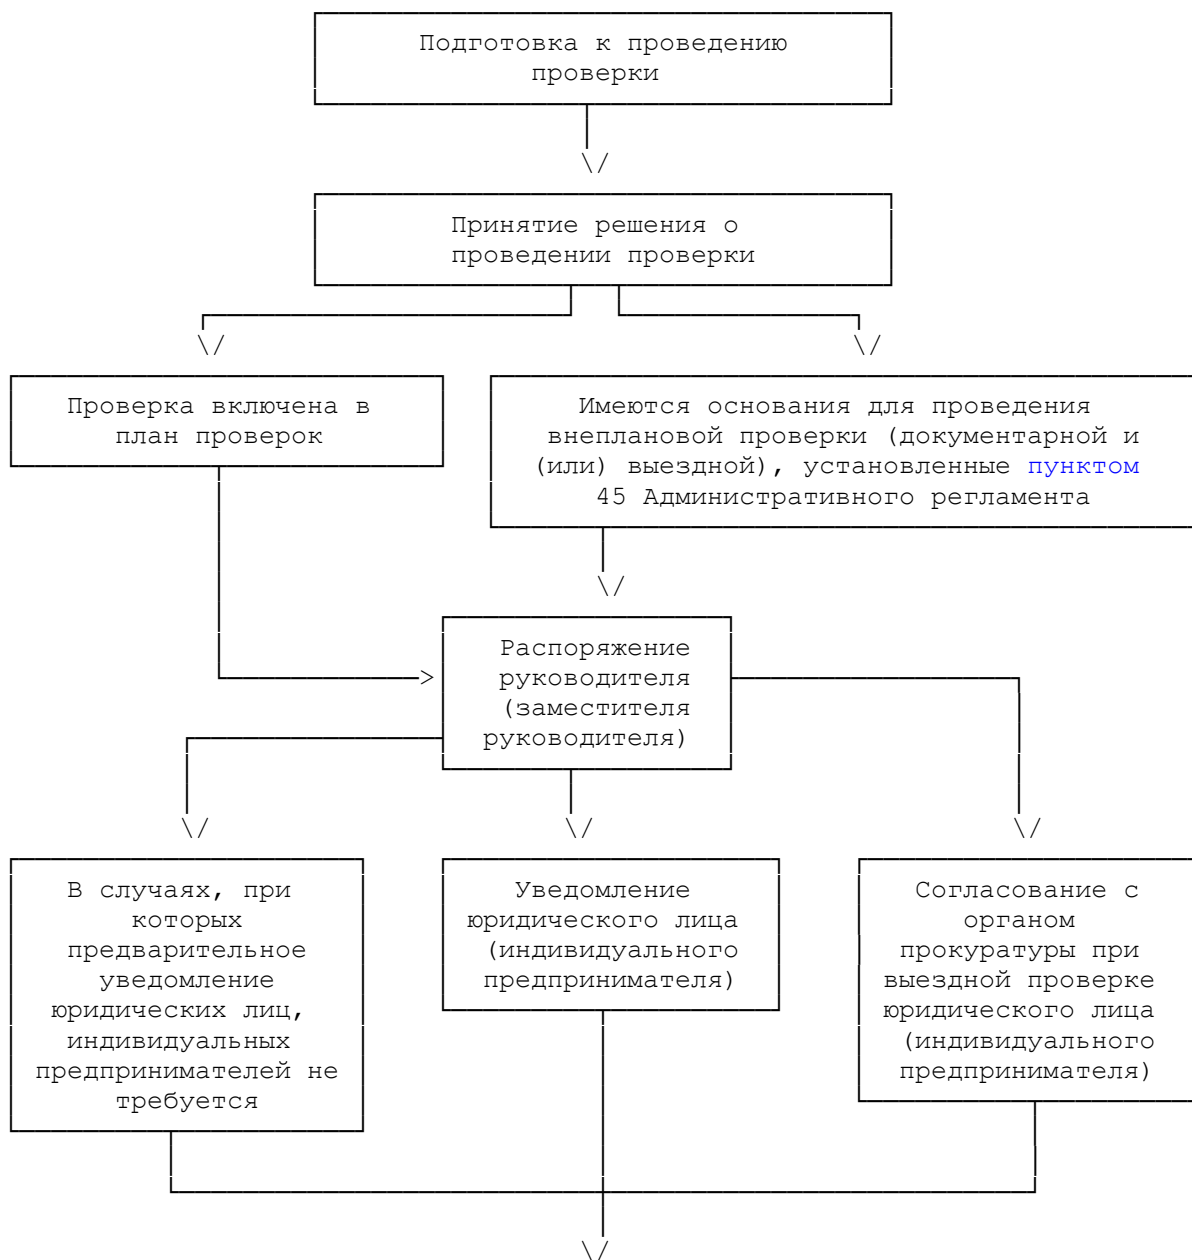 Подготовка к проведению
проверки
Принятие решения о
проведении проверки
Проверка включена в
план проверок
Имеются основания для проведения
внеплановой проверки (документарной и
(или) выездной), установленные пунктом
45 Административного регламента
Распоряжение
руководителя
(заместителя
руководителя)
В случаях, при
которых
предварительное
уведомление
юридических лиц,
индивидуальных
предпринимателей не
требуется
Уведомление
юридического лица
(индивидуального
предпринимателя)
Согласование с
органом
прокуратуры при
выездной проверке
юридического лица
(индивидуального
предпринимателя)